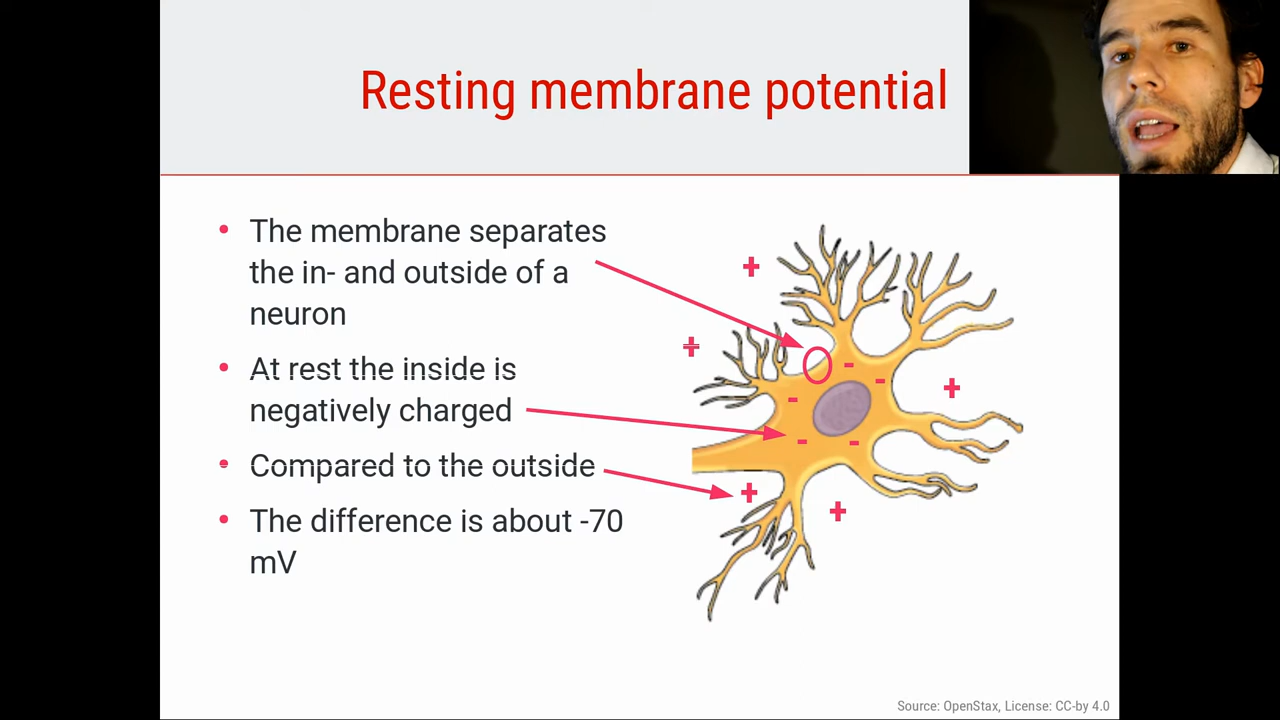 Resting membrane potential
• The membrane separates
the in- and outside of a
neuron
• At rest the inside is
negatively charged
• Compared to the outside
• The difference is about -70
mV
+
+
+
+
+
-
-
-
-
-
Source: OpenStax, License: CC-by 4.0